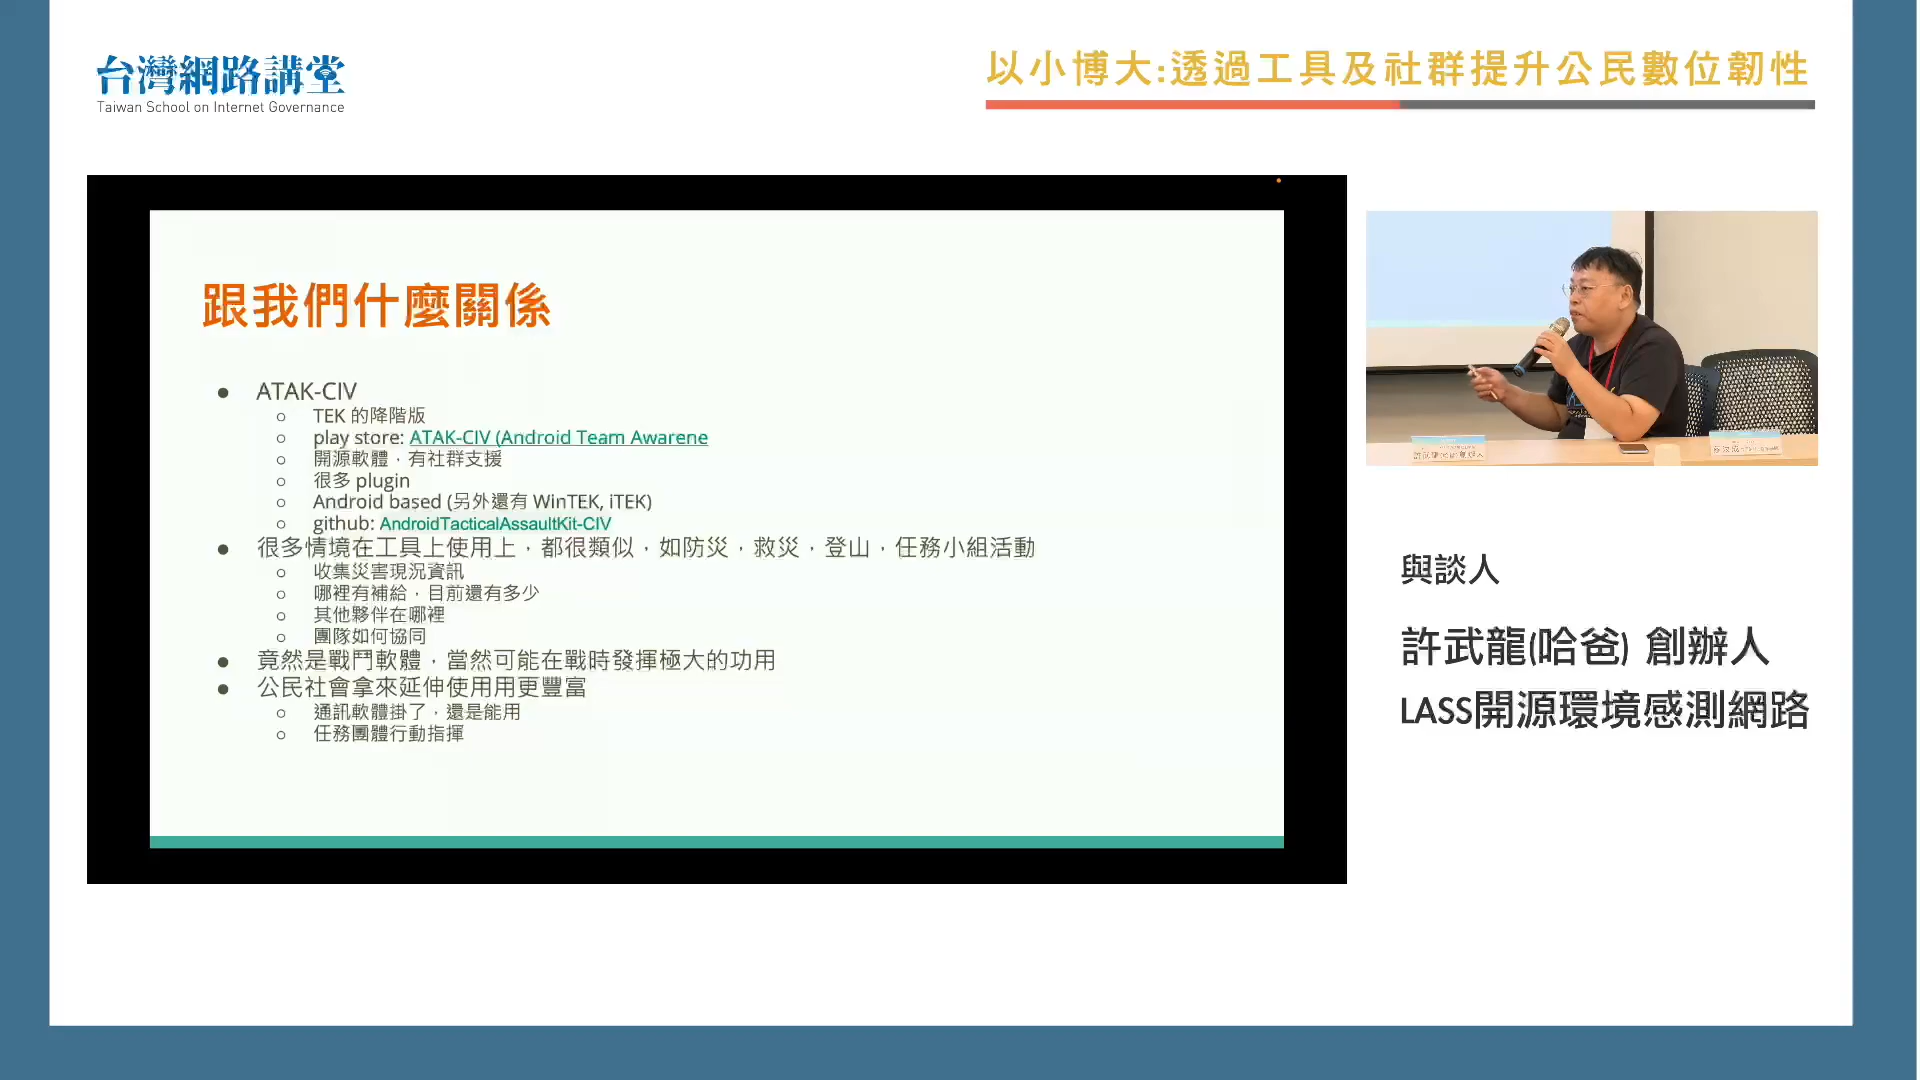 台灣網路講堂
Taiwan School on Internet Governance
以小博大:透過工具及社群提升公民數位韌性
跟我們什麼關係
● ATAK-CIV
○ TEK 的降階版
○ play store: ATAK-CIV (Android Team Awarene
○ 開源軟體，有社群支援
○ 很多 plugin
○ Android based (另外還有 WinTEK, iTEK)
○ github: AndroidTacticalAssaultKit-CIV
● 很多情境在工具上使用上，都很類似，如防災，救災，登山，任務小組活動
○ 收集災害現況資訊
○ 哪裡有補給，目前還有多少
○ 其他夥伴在哪裡
○ 團隊如何協同
● 竟然是戰鬥軟體，當然可能在戰時發揮極大的功用
● 公民社會拿來延伸使用用更豐富
○ 通訊軟體掛了，還是能用
○ 任務團體行動指揮
與談人
許武龍(哈爸) 創辦人
LASS開源環境感測網路